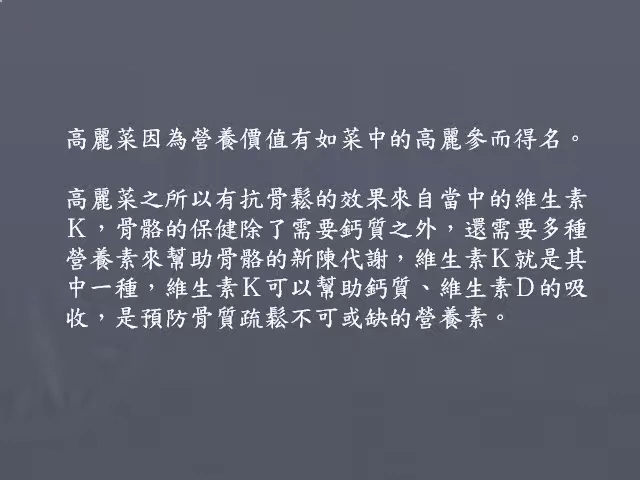 高麗菜因為營養價值有如菜中的高麗參而得名。
高麗菜之所以有抗骨鬆的效果來自當中的維生素
K，骨骼的保健除了需要鈣質之外，還需要多種
營養素來幫助骨骼的新陳代謝，維生素K就是其
中一種，維生素K可以幫助鈣質、維生素D的吸
收，是預防骨質疏鬆不可或缺的營養素。